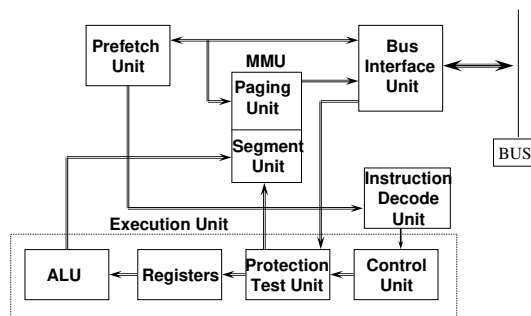 Prefetch
Unit
MMU
Bus
Interface
Unit
Paging
Unit
Segment
Unit
BUS
Instruction
Decode
Unit
Execution Unit
ALU
Registers
Protection
Test Unit
Control
Unit